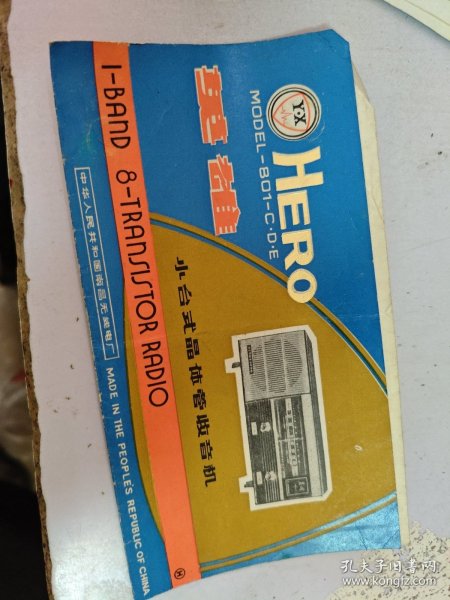 YX
HERO
MODEL-801-C·D·E
英雄
小台式晶体管收音机
1-BAND 8-TRANSISTOR RADIO
中华人民共和国南昌无线电厂
MADE IN THE PEOPLE'S REPUBLIC OF CHINA
H
孔夫子旧书网
www.kongfz.com